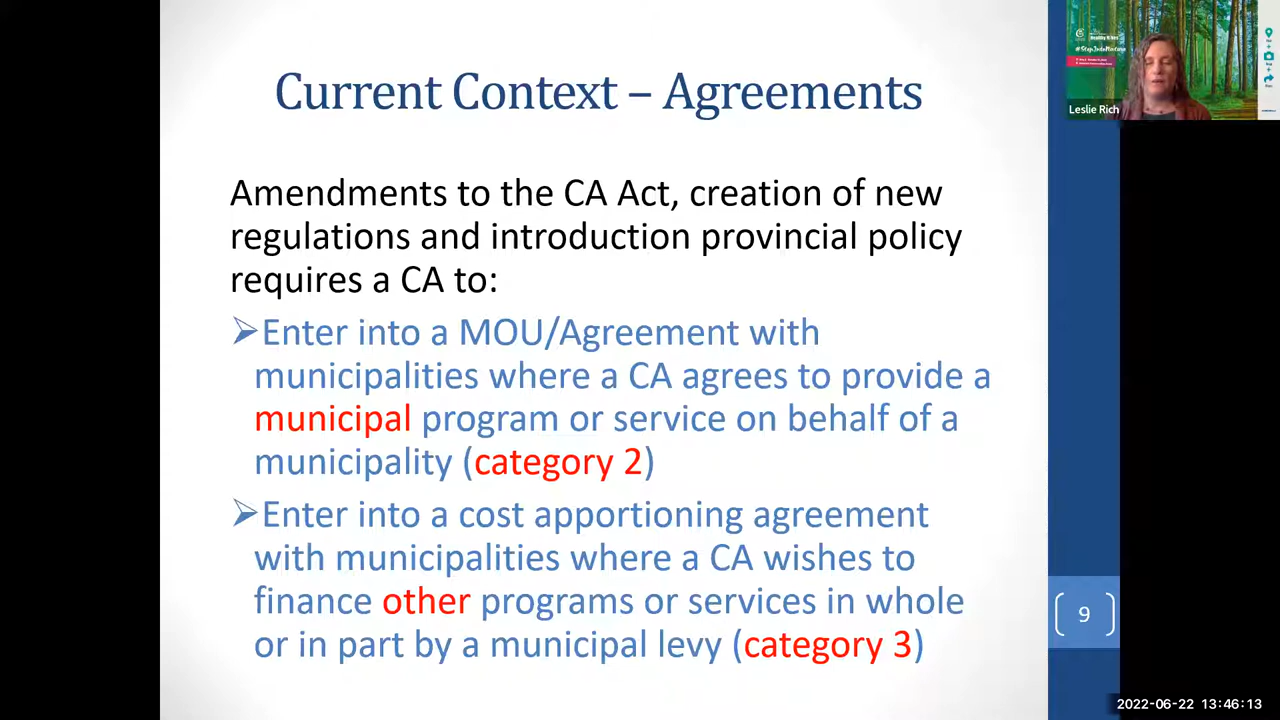 Current Context – Agreements
Amendments to the CA Act, creation of new
regulations and introduction provincial policy
requires a CA to:
Enter into a MOU/Agreement with
municipalities where a CA agrees to provide a
municipal program or service on behalf of a
municipality (category 2)
Enter into a cost apportioning agreement
with municipalities where a CA wishes to
finance other programs or services in whole
or in part by a municipal levy (category 3)
9
Leslie Rich
2022-06-22 13:46:13